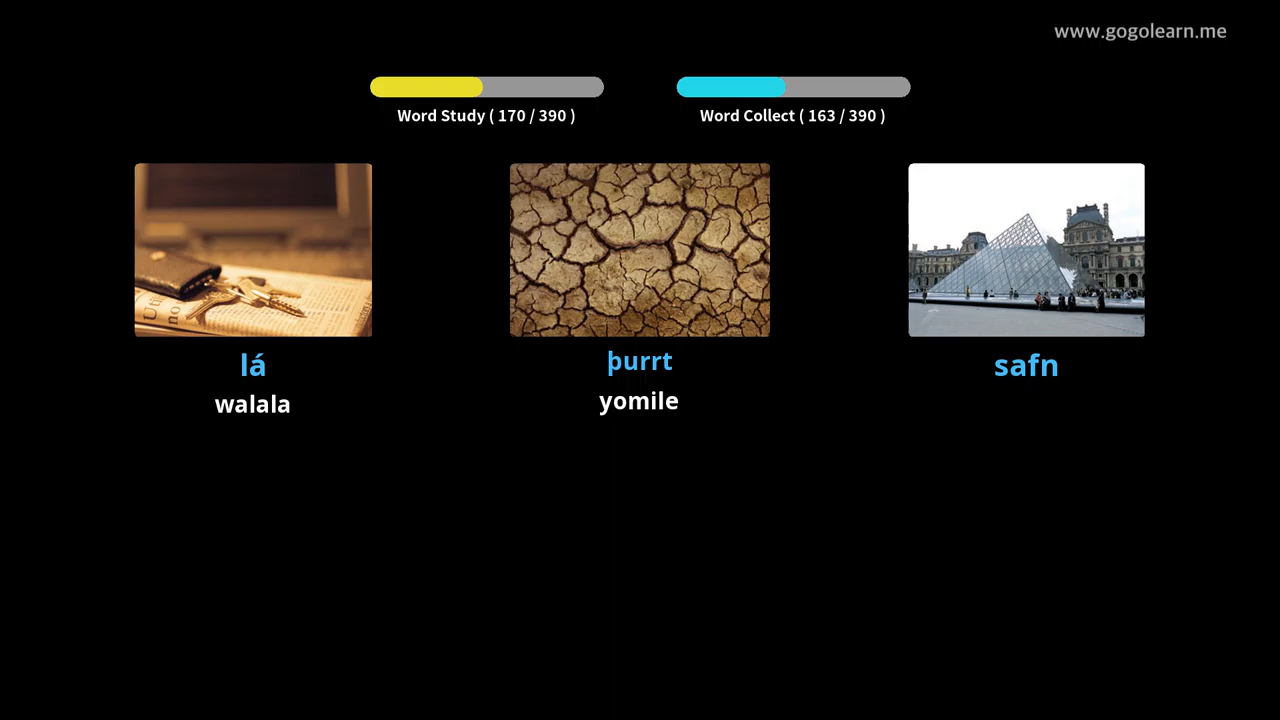 www.gogolearn.me
Word Study ( 170 / 390 )
Word Collect ( 163 / 390 )
lá
walala
þurrt
yomile
safn